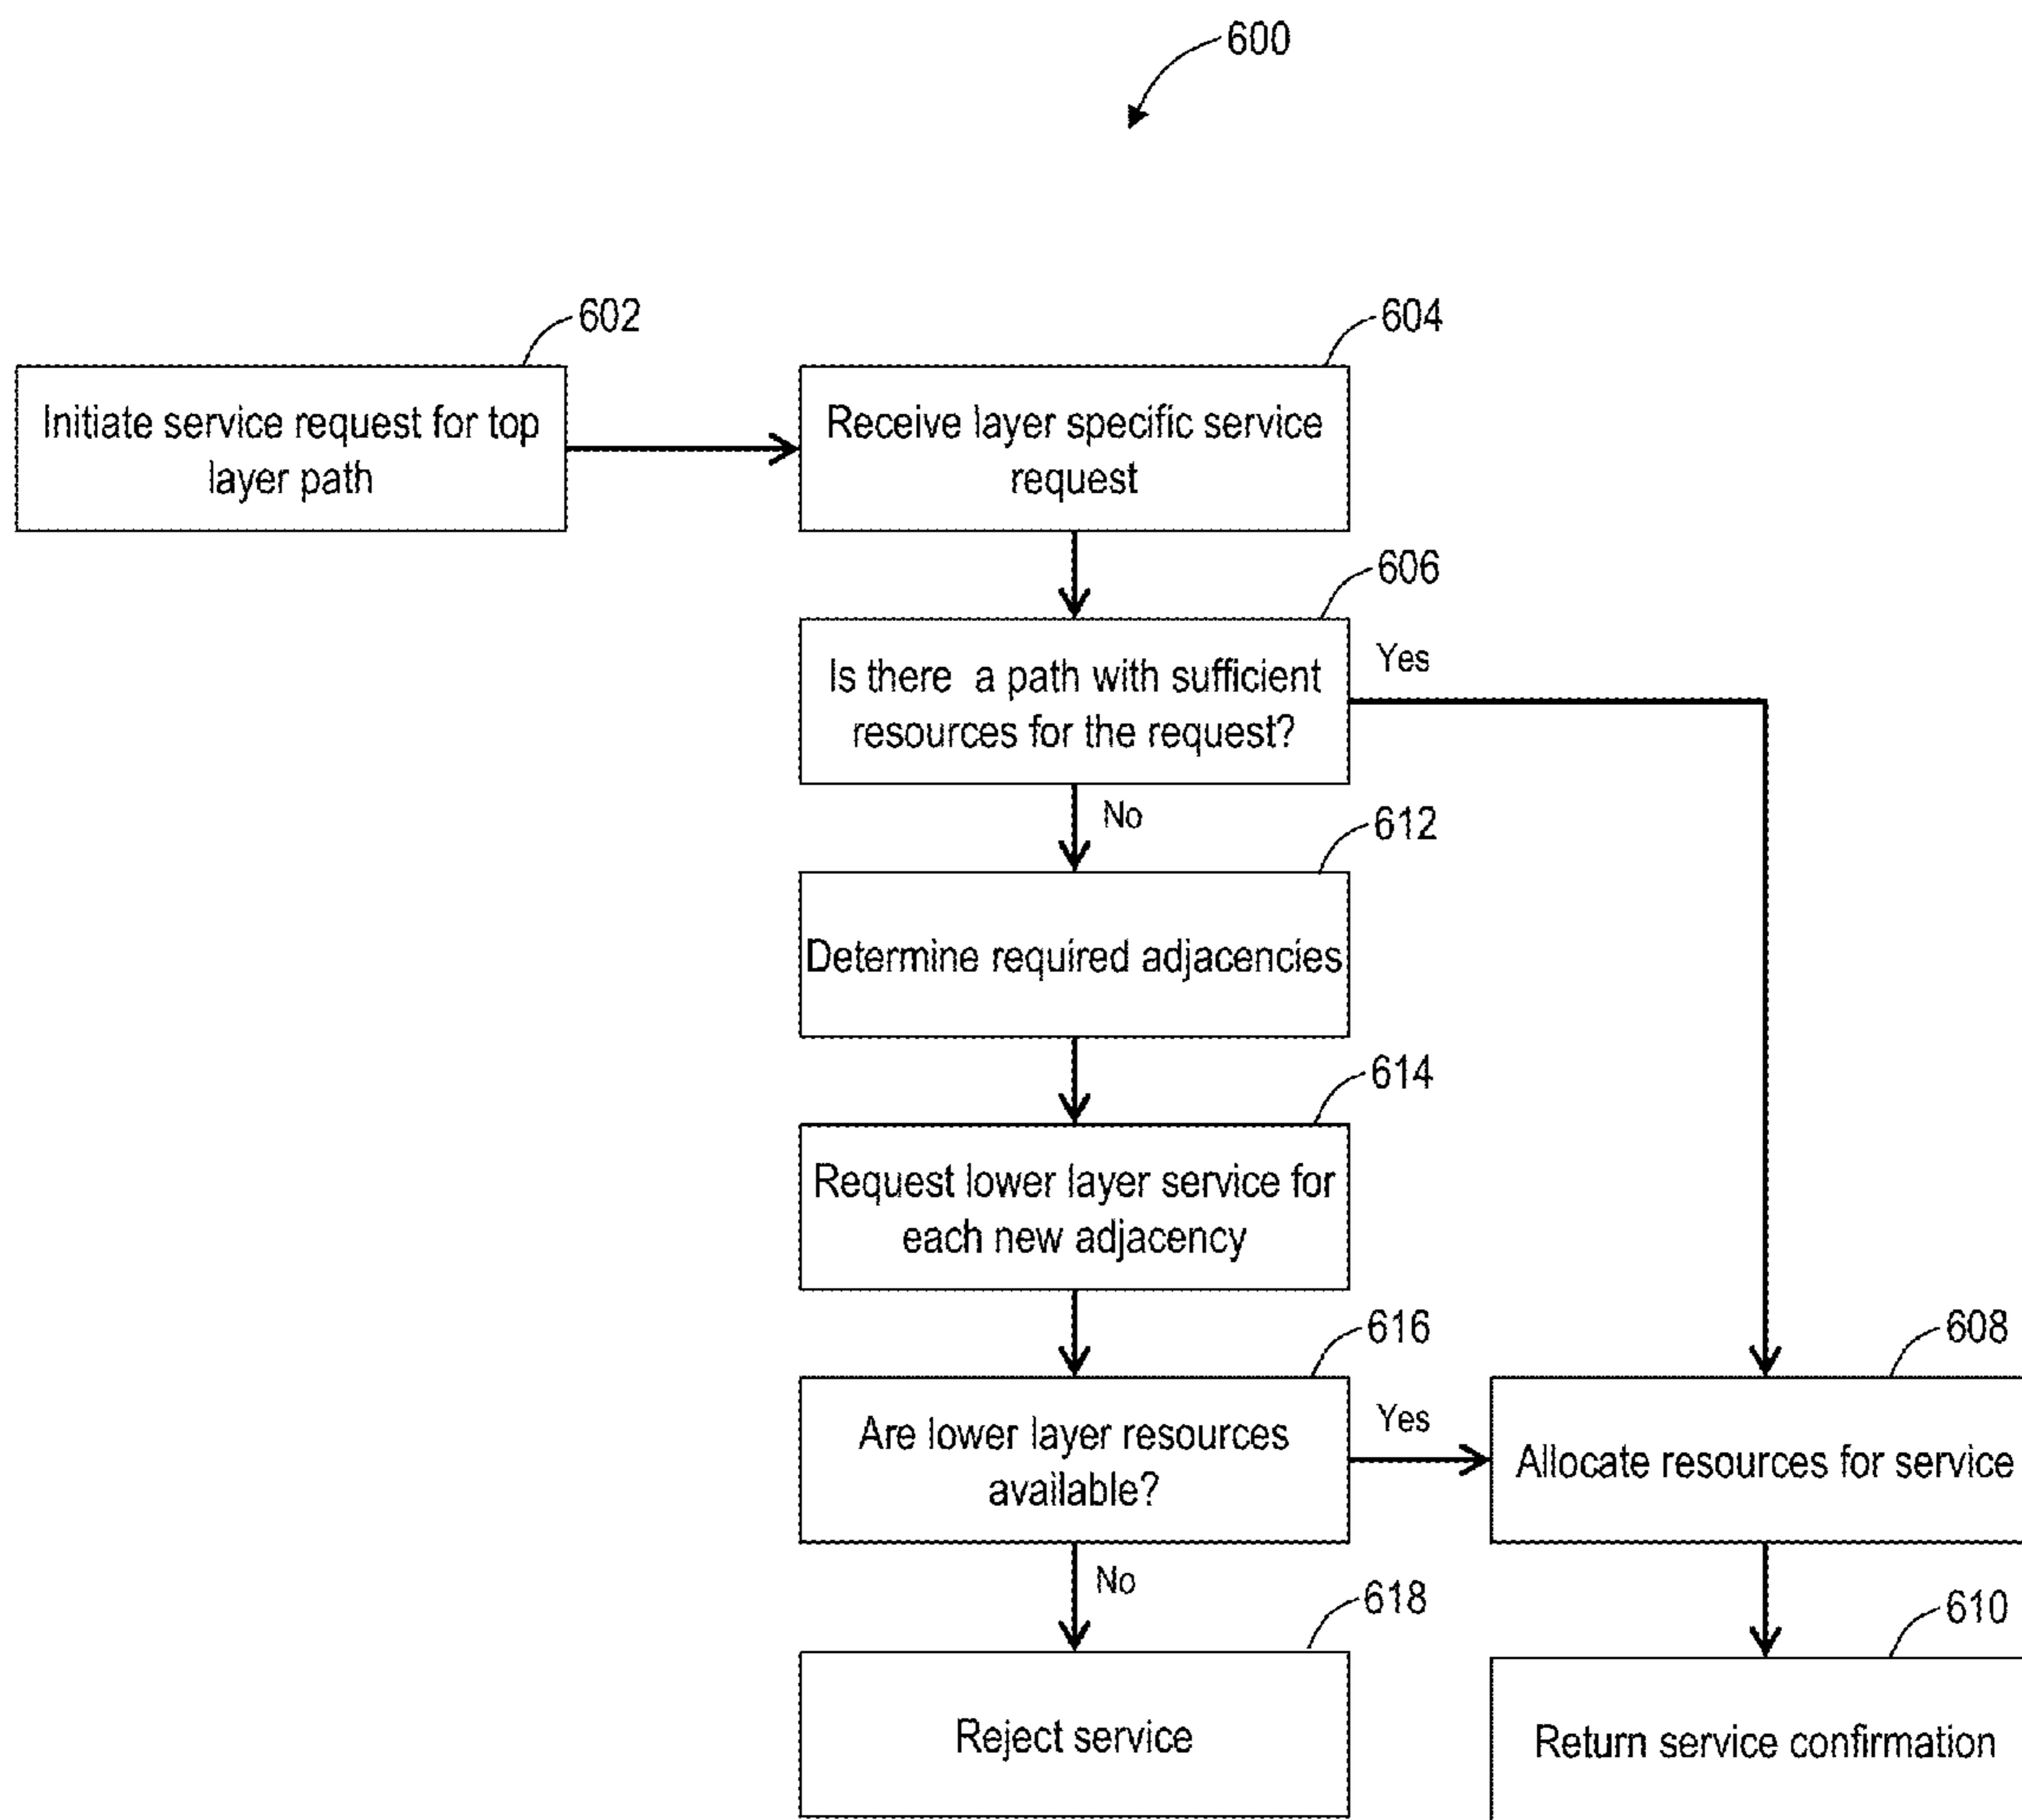 600
602
Initiate service request for top
layer path
604
Receive layer specific service
request
606
Is there a path with sufficient
resources for the request?
Yes
No
612
Determine required adjacencies
614
Request lower layer service for
each new adjacency
616
Are lower layer resources
available?
Yes
608
Allocate resources for service
No
618
Reject service
610
Return service confirmation